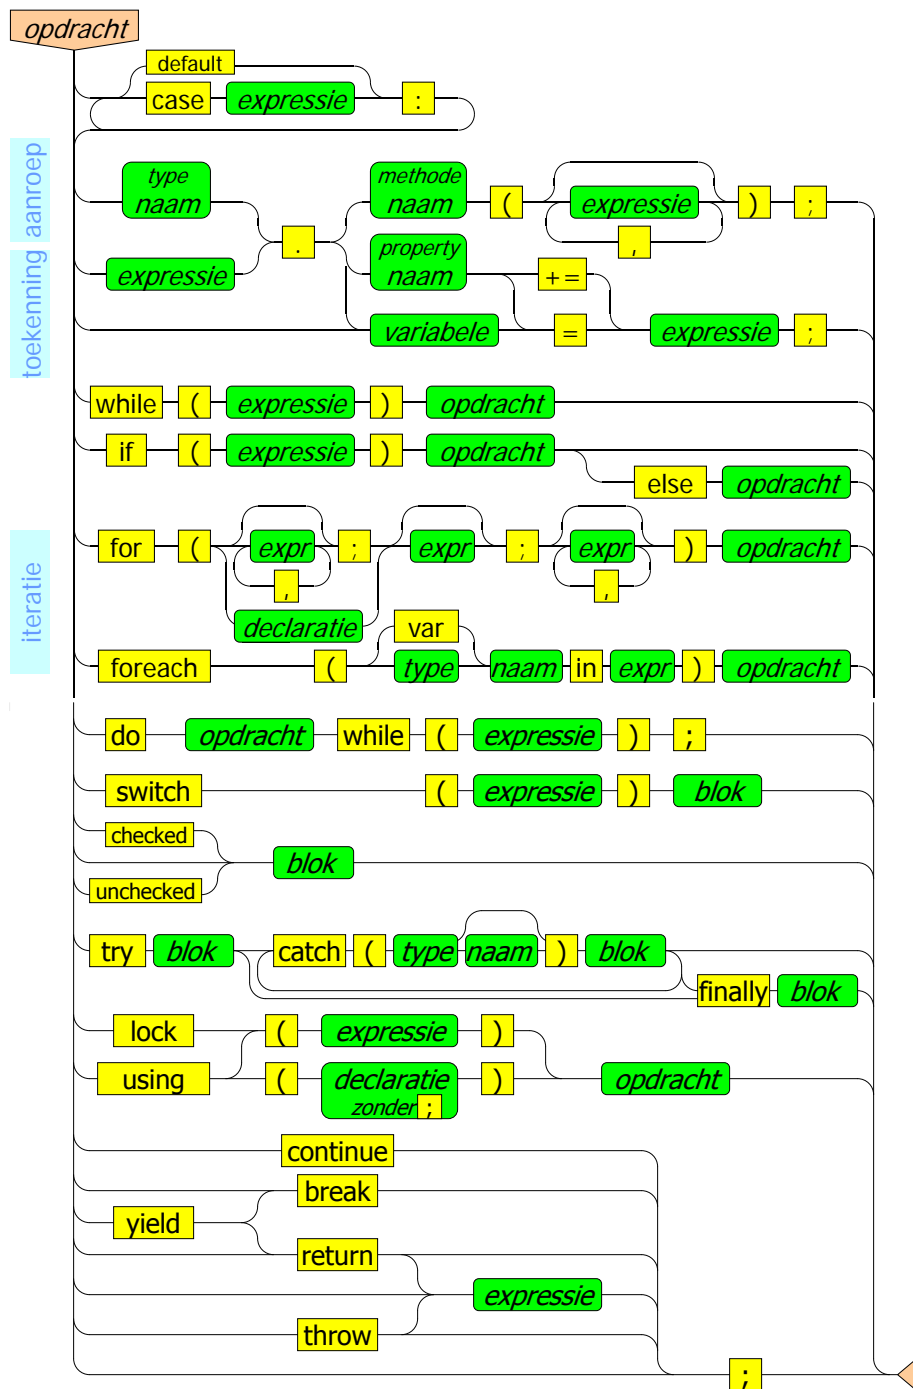 opdracht
default
case expressie :
aanroep
type naam
methode naam ( expressie ) ;
,
.
toekenning
expressie
property naam +=
variabele = expressie ;
while ( expressie ) opdracht
if ( expressie ) opdracht
else opdracht
iteratie
for ( expr ; expr ; expr ) opdracht
, ,
declaratie
var
foreach ( type naam in expr ) opdracht
do opdracht while ( expressie ) ;
switch ( expressie ) blok
checked
blok
unchecked
try blok catch ( type naam ) blok
finally blok
lock ( expressie )
using ( declaratie zonder ; ) opdracht
continue
break
yield
return
expressie
throw
;